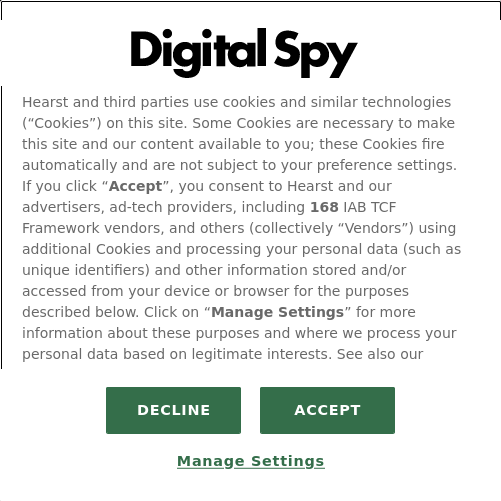 Digital Spy
Hearst and third parties use cookies and similar technologies
(“Cookies”) on this site. Some Cookies are necessary to make
this site and our content available to you; these Cookies fire
automatically and are not subject to your preference settings.
If you click “Accept”, you consent to Hearst and our
advertisers, ad-tech providers, including 168 IAB TCF
Framework vendors, and others (collectively “Vendors”) using
additional Cookies and processing your personal data (such as
unique identifiers) and other information stored and/or
accessed from your device or browser for the purposes
described below. Click on “Manage Settings” for more
information about these purposes and where we process your
personal data based on legitimate interests. See also our
DECLINE ACCEPT
Manage Settings